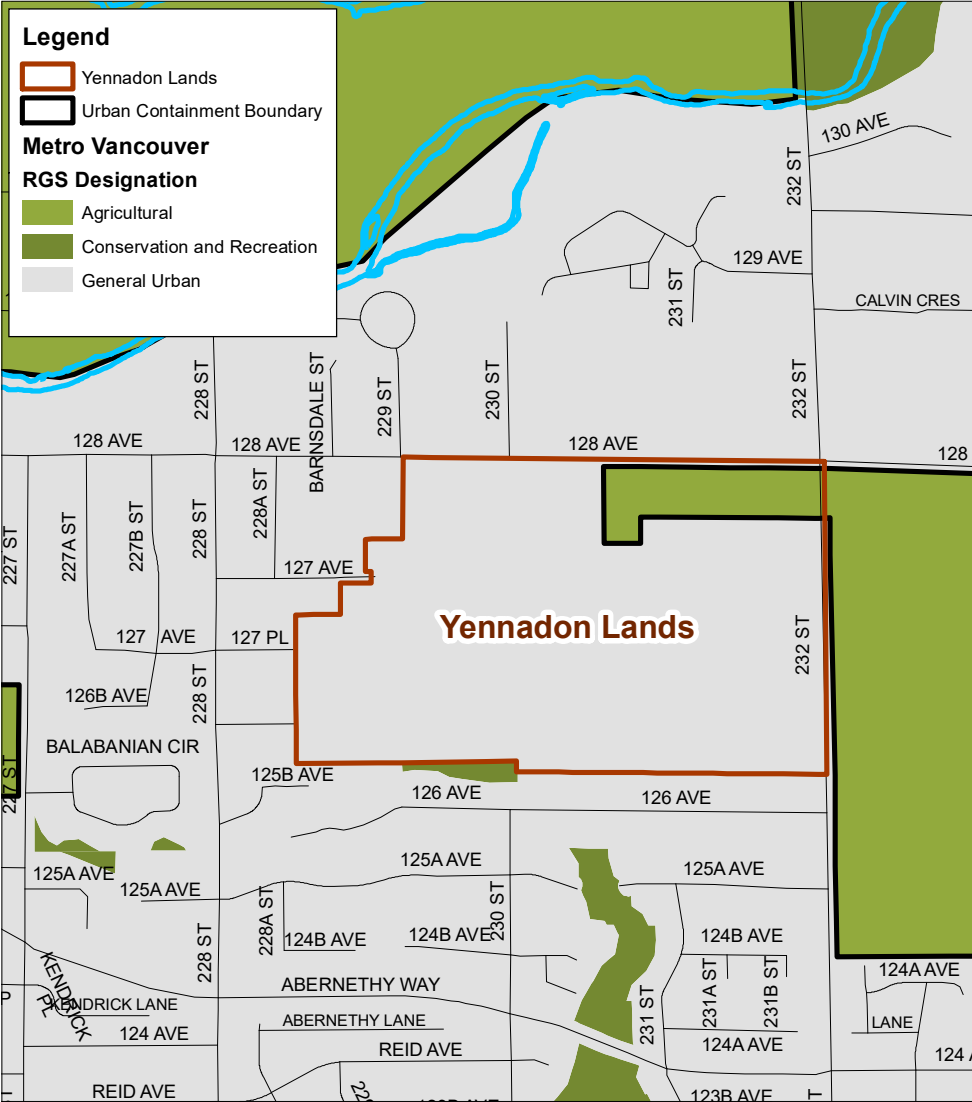 Legend
Yennadon Lands
Urban Containment Boundary
Metro Vancouver
RGS Designation
Agricultural
Conservation and Recreation
General Urban
130 AVE
232 ST
129 AVE
231 ST
CALVIN CRES
228 ST
BARNSDALE ST
229 ST
230 ST
232 ST
128 AVE
128 AVE
128 AVE
128
227 ST
227A ST
227B ST
228 ST
228A ST
127 AVE
Yennadon Lands
127 AVE
127 PL
232 ST
126B AVE
228 ST
BALABANIAN CIR
227 ST
125B AVE
126 AVE
126 AVE
125A AVE
125A AVE
125A AVE
125A AVE
228A ST
230 ST
228 ST
124B AVE
124B AVE
124B AVE
KENDRICK PL
KENDRICK LANE
ABERNETHY WAY
231A ST
231B ST
124A AVE
ABERNETHY LANE
231 ST
LANE
124 AVE
REID AVE
124A AVE
124
REID AVE
123B AVE